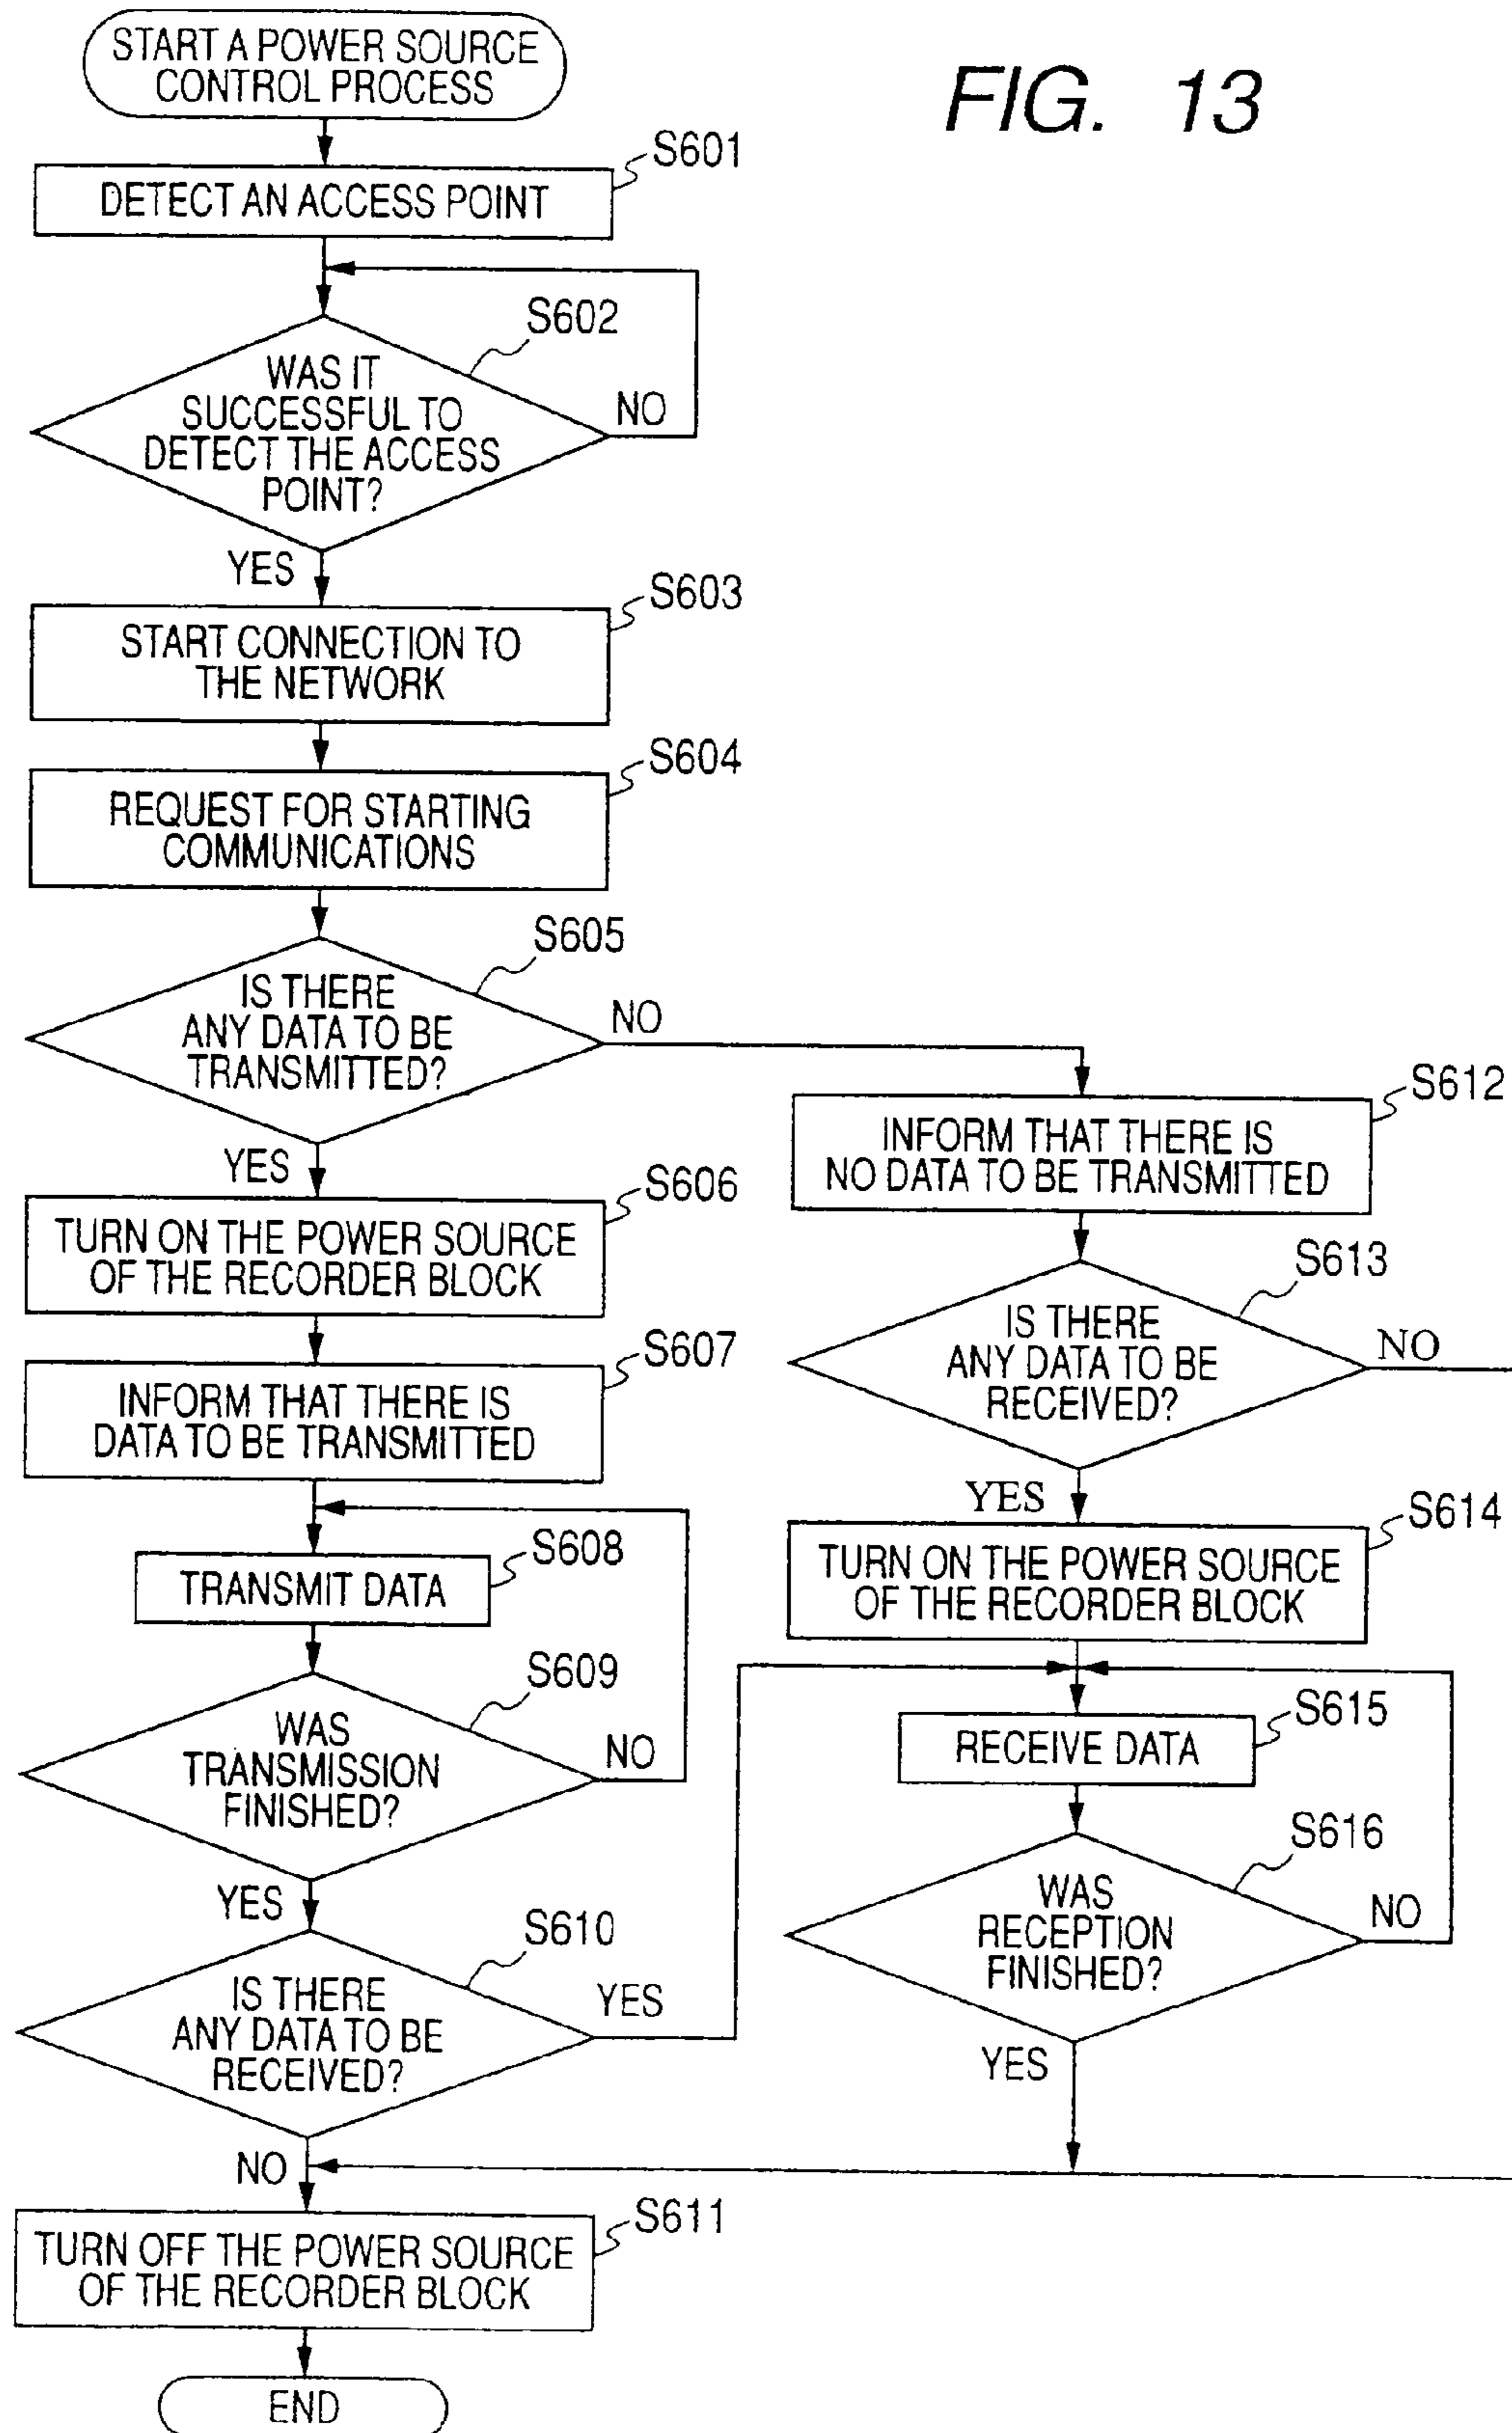 FIG. 13
START A POWER SOURCE
CONTROL PROCESS
S601
DETECT AN ACCESS POINT
S602
WAS IT
SUCCESSFUL TO
DETECT THE ACCESS
POINT?
NO
YES
S603
START CONNECTION TO
THE NETWORK
S604
REQUEST FOR STARTING
COMMUNICATIONS
S605
IS THERE
ANY DATA TO BE
TRANSMITTED?
NO
YES
S606
TURN ON THE POWER SOURCE
OF THE RECORDER BLOCK
S607
INFORM THAT THERE IS
DATA TO BE TRANSMITTED
S608
TRANSMIT DATA
S609
WAS
TRANSMISSION
FINISHED?
NO
YES
S610
IS THERE
ANY DATA TO BE
RECEIVED?
YES
NO
S611
TURN OFF THE POWER SOURCE
OF THE RECORDER BLOCK
END
S612
INFORM THAT THERE IS
NO DATA TO BE TRANSMITTED
S613
IS THERE
ANY DATA TO BE
RECEIVED?
NO
YES
S614
TURN ON THE POWER SOURCE
OF THE RECORDER BLOCK
S615
RECEIVE DATA
S616
WAS
RECEPTION
FINISHED?
NO
YES